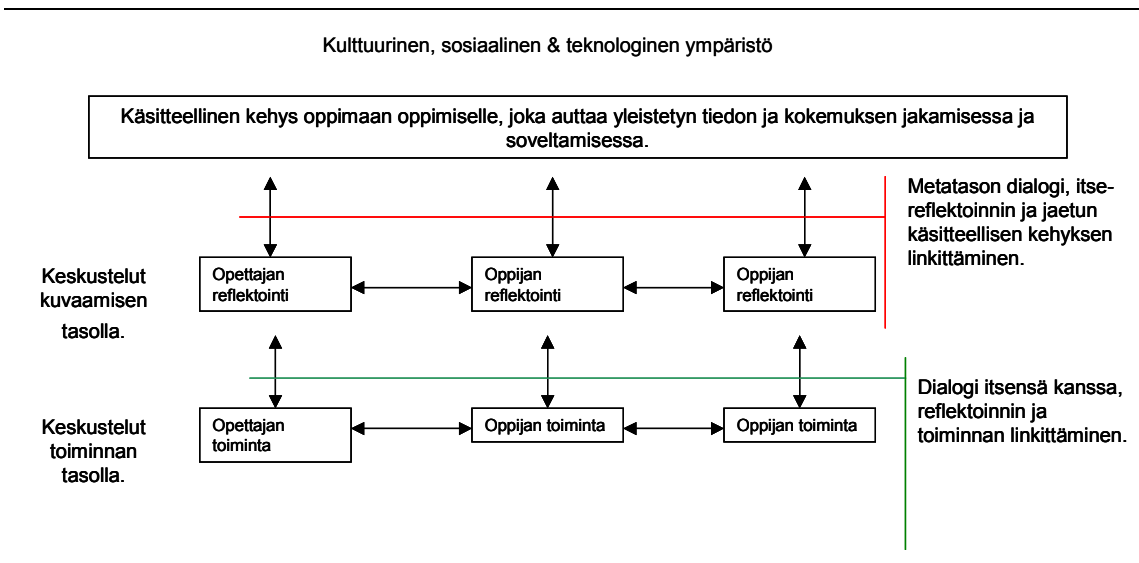 Kulttuurinen, sosiaalinen & teknologinen ympäristö
Käsitteellinen kehys oppimaan oppimiselle, joka auttaa yleistetyn tiedon ja kokemuksen jakamisessa ja
soveltamisessa.
Metatason dialogi, itse-
reflektoinnin ja jaetun
käsitteellisen kehyksen
linkittäminen.
Keskustelut
kuvaamisen
tasolla.
Opettajan
reflektointi
Oppijan
reflektointi
Oppijan
reflektointi
Dialogi itsensä kanssa,
reflektoinnin ja
toiminnan linkittäminen.
Keskustelut
toiminnan
tasolla.
Opettajan
toiminta
Oppijan toiminta
Oppijan toiminta